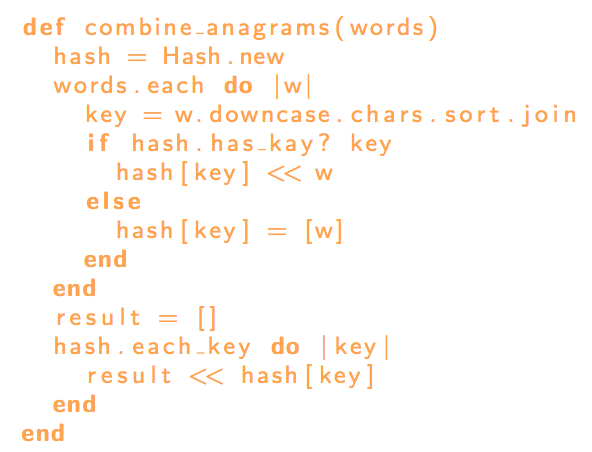 def combine_anagrams(words)
  hash = Hash.new
  words.each do |w|
    key = w.downcase.chars.sort.join
    if hash.has_kay? key
      hash[key] << w
    else
      hash[key] = [w]
    end
  end
  result = []
  hash.each_key do |key|
    result << hash[key]
  end
end